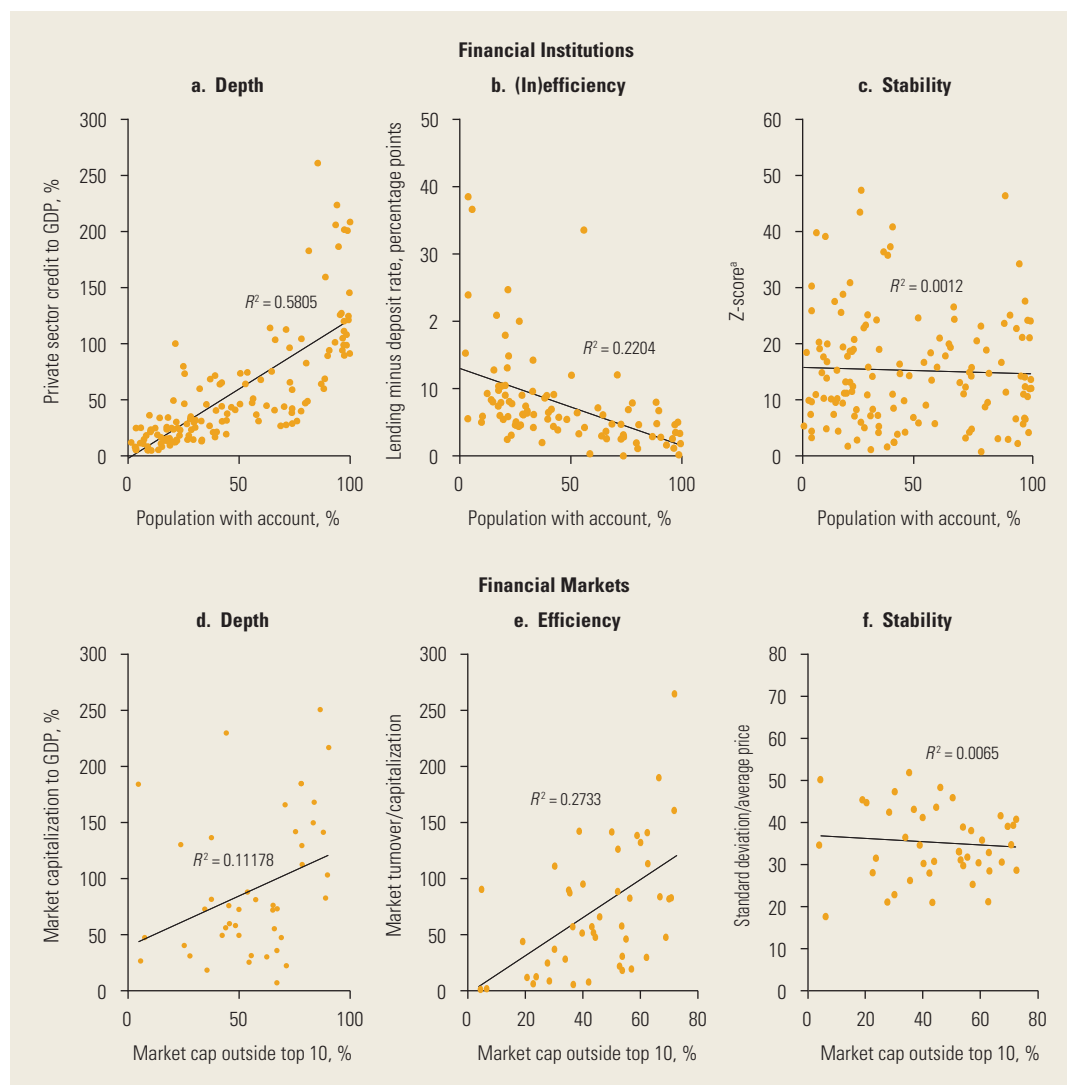 Financial Institutions
a. Depth
Private sector credit to GDP, %
300
250
200
150
100
50
0
R² = 0.5805
0 50 100
Population with account, %
b. (In)efficiency
Lending minus deposit rate, percentage points
50
40
30
2
10
0
R² = 0.2204
0 50 100
Population with account, %
c. Stability
Z-scoreª
60
50
40
30
20
10
0
R² = 0.0012
0 50 100
Population with account, %
Financial Markets
d. Depth
Market capitalization to GDP, %
300
250
200
150
100
50
0
R² = 0.11178
0 50 100
Market cap outside top 10, %
e. Efficiency
Market turnover/capitalization
300
250
200
150
100
50
0
R² = 0.2733
0 20 40 60 80
Market cap outside top 10, %
f. Stability
Standard deviation/average price
80
70
60
50
40
30
20
10
0
R² = 0.0065
0 20 40 60 80
Market cap outside top 10, %